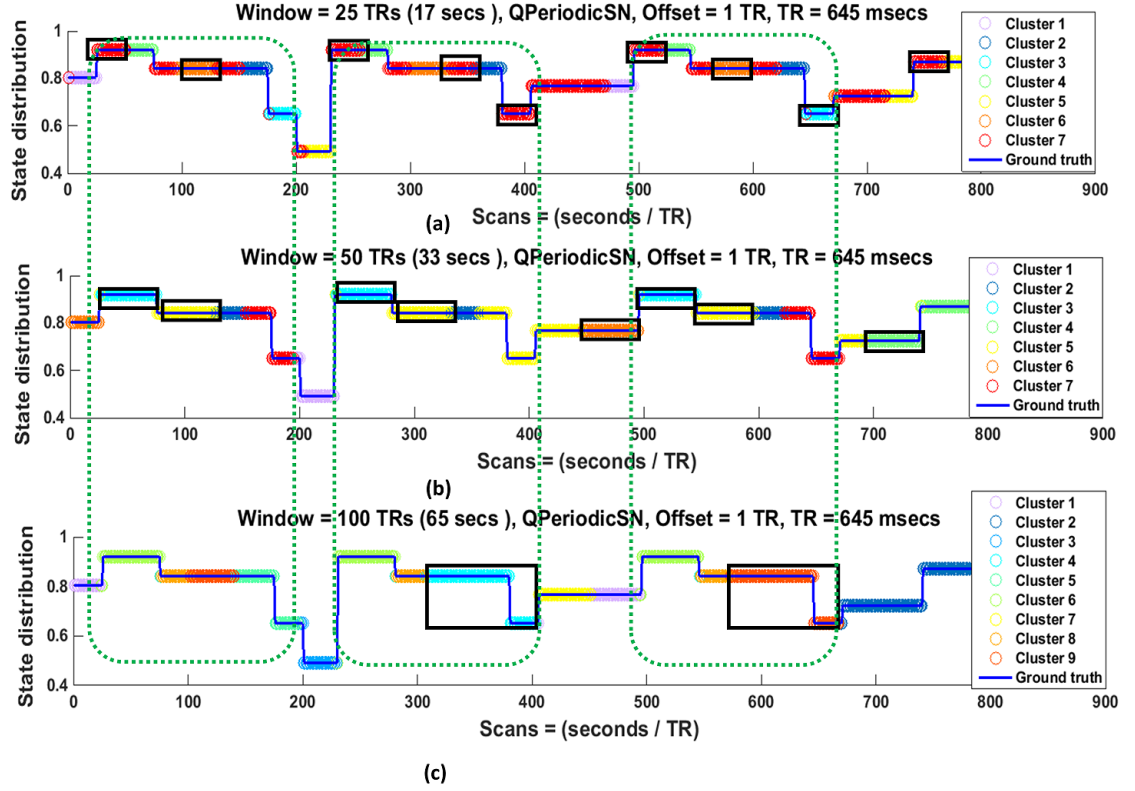 Window = 25 TRs (17 secs ), QPeriodicSN, Offset = 1 TR, TR = 645 msecs
State distribution
1
0.8
0.6
0.4
0 100 200 300 400 500 600 700 800 900
Scans = (seconds / TR)
Cluster 1
Cluster 2
Cluster 3
Cluster 4
Cluster 5
Cluster 6
Cluster 7
Ground truth
(a)
Window = 50 TRs (33 secs ), QPeriodicSN, Offset = 1 TR, TR = 645 msecs
State distribution
1
0.8
0.6
0.4
0 100 200 300 400 500 600 700 800 900
Scans = (seconds / TR)
Cluster 1
Cluster 2
Cluster 3
Cluster 4
Cluster 5
Cluster 6
Cluster 7
Ground truth
(b)
Window = 100 TRs (65 secs ), QPeriodicSN, Offset = 1 TR, TR = 645 msecs
State distribution
1
0.8
0.6
0.4
0 100 200 300 400 500 600 700 800 900
Scans = (seconds / TR)
Cluster 1
Cluster 2
Cluster 3
Cluster 4
Cluster 5
Cluster 6
Cluster 7
Cluster 8
Cluster 9
Ground truth
(c)